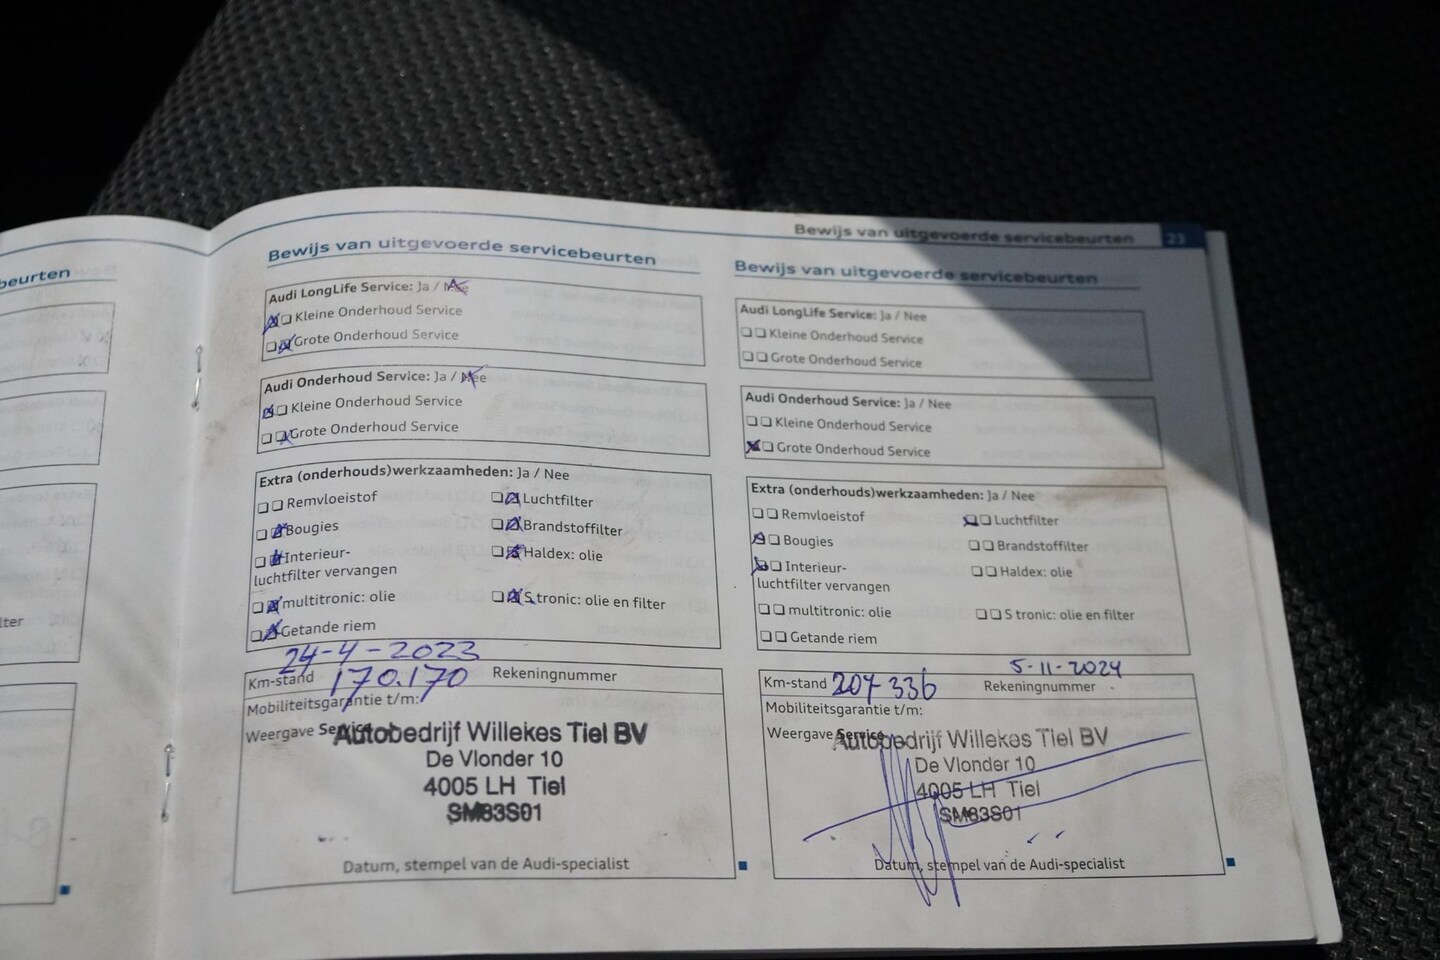 Bewijs van uitgevoerde servicebeurten 23
beurten
lter
Bewijs van uitgevoerde servicebeurten
Audi LongLife Service: Ja / Nee
Kleine Onderhoud Service
Grote Onderhoud Service
Audi Onderhoud Service: Ja / Nee
Kleine Onderhoud Service
Grote Onderhoud Service
Extra (onderhouds)werkzaamheden: Ja / Nee
Remvloeistof
Luchtfilter
Bougies
Brandstoffilter
Interieur-
luchtfilter vervangen
Haldex: olie
multitronic: olie
S tronic: olie en filter
Getande riem
24-4-2023
Km-stand 170.170 Rekeningnummer
Mobiliteitsgarantie t/m:
Weergave Service
Autobedrijf Willekes Tiel BV
De Vlonder 10
4005 LH Tiel
SM83S01
Datum, stempel van de Audi-specialist
Bewijs van uitgevoerde servicebeurten
Audi LongLife Service: Ja / Nee
Kleine Onderhoud Service
Grote Onderhoud Service
Audi Onderhoud Service: Ja / Nee
Kleine Onderhoud Service
Grote Onderhoud Service
Extra (onderhouds)werkzaamheden: Ja / Nee
Remvloeistof
Luchtfilter
Bougies
Brandstoffilter
Interieur-
luchtfilter vervangen
Haldex: olie
multitronic: olie
S tronic: olie en filter
Getande riem
5-11-2024
Km-stand 207 336 Rekeningnummer
Mobiliteitsgarantie t/m:
Weergave Service
Autobedrijf Willekes Tiel BV
De Vlonder 10
4005 LH Tiel
SM83S01
Datum, stempel van de Audi-specialist